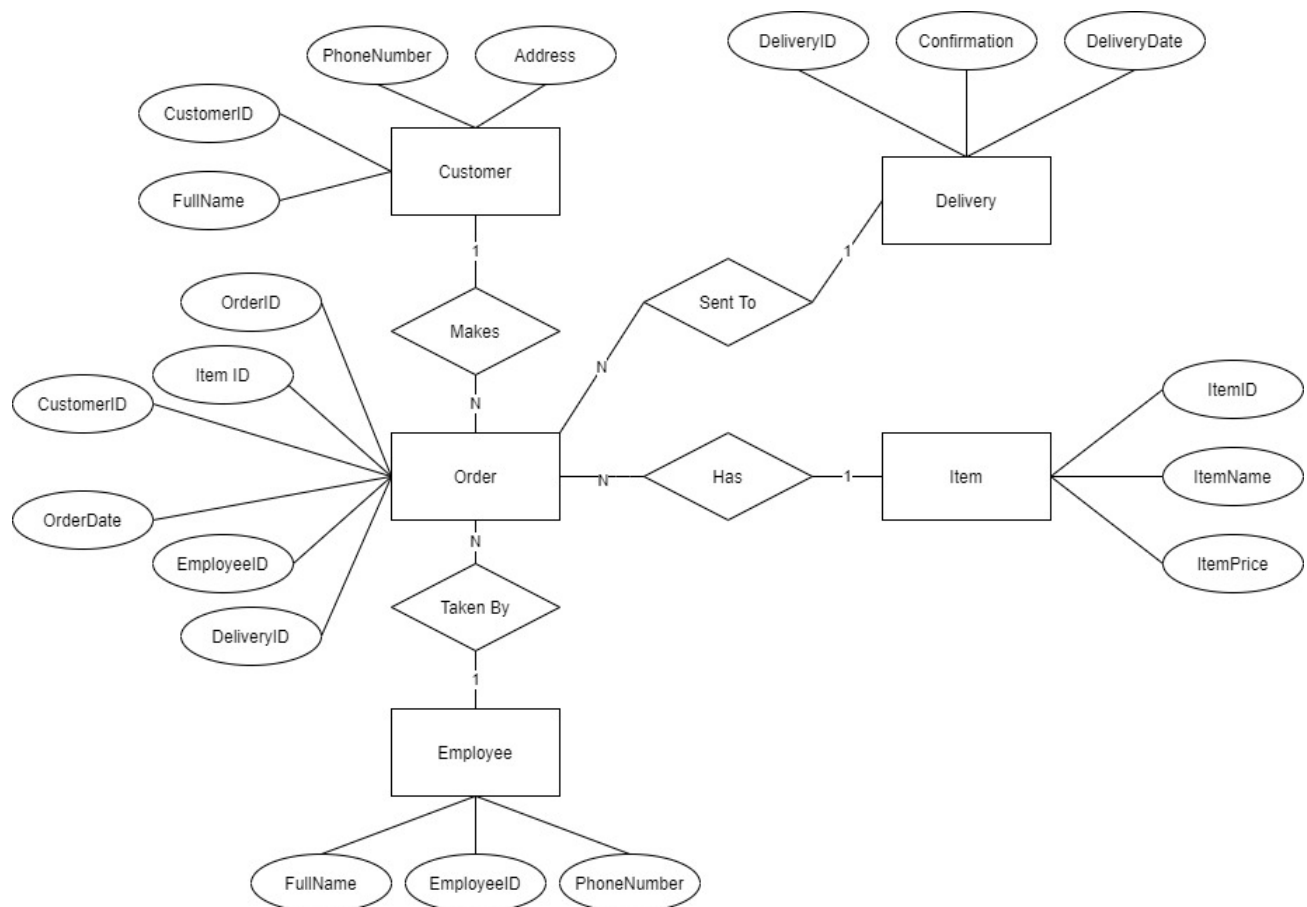 PhoneNumber
Address
DeliveryID
Confirmation
DeliveryDate
CustomerID
Customer
FullName
Delivery
1
1
OrderID
Sent To
Makes
Item ID
N
ItemID
CustomerID
N
Order
N
Has
1
Item
ItemName
OrderDate
N
EmployeeID
ItemPrice
Taken By
DeliveryID
1
Employee
FullName
EmployeeID
PhoneNumber